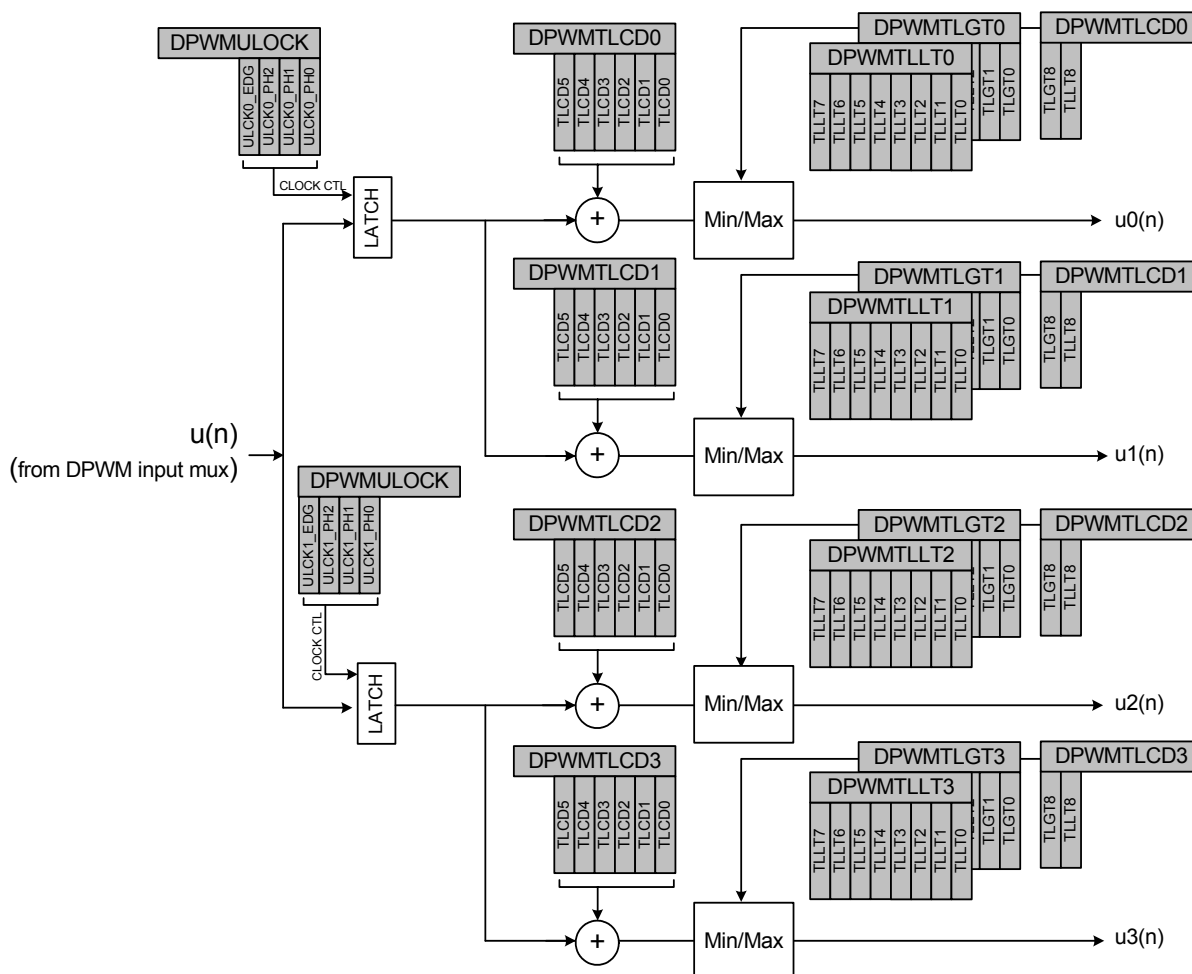 DPWMULOCK
ULCK0_EDG
ULCK0_PH2
ULCK0_PH1
ULCK0_PH0
CLOCK CTL
LATCH
DPWMTLCD0
TLCD5
TLCD4
TLCD3
TLCD2
TLCD1
TLCD0
+
Min/Max
DPWMTLGT0
TLGT1
TLGT0
DPWMTLLT0
TLLT7
TLLT6
TLLT5
TLLT4
TLLT3
TLLT2
TLLT1
TLLT0
DPWMTLCD0
TLGT8
TLLT8
u0(n)
DPWMTLCD1
TLCD5
TLCD4
TLCD3
TLCD2
TLCD1
TLCD0
+
Min/Max
DPWMTLGT1
TLGT1
TLGT0
DPWMTLLT1
TLLT7
TLLT6
TLLT5
TLLT4
TLLT3
TLLT2
TLLT1
TLLT0
DPWMTLCD1
TLGT8
TLLT8
u1(n)
u(n)
(from DPWM input mux)
DPWMULOCK
ULCK1_EDG
ULCK1_PH2
ULCK1_PH1
ULCK1_PH0
CLOCK CTL
LATCH
DPWMTLCD2
TLCD5
TLCD4
TLCD3
TLCD2
TLCD1
TLCD0
+
Min/Max
DPWMTLGT2
TLGT1
TLGT0
DPWMTLLT2
TLLT7
TLLT6
TLLT5
TLLT4
TLLT3
TLLT2
TLLT1
TLLT0
DPWMTLCD2
TLGT8
TLLT8
u2(n)
DPWMTLCD3
TLCD5
TLCD4
TLCD3
TLCD2
TLCD1
TLCD0
+
Min/Max
DPWMTLGT3
TLGT1
TLGT0
DPWMTLLT3
TLLT7
TLLT6
TLLT5
TLLT4
TLLT3
TLLT2
TLLT1
TLLT0
DPWMTLCD3
TLGT8
TLLT8
u3(n)